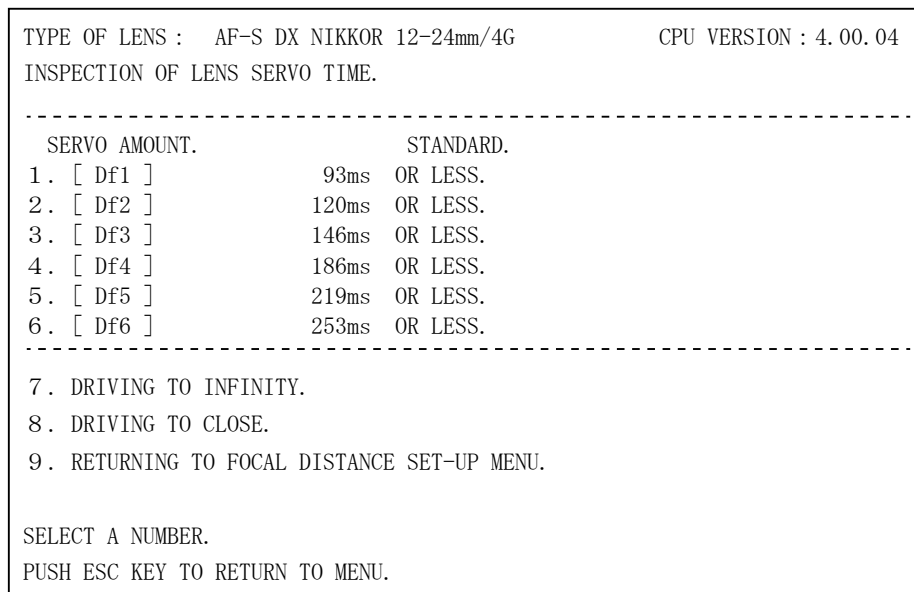 TYPE OF LENS : AF-S DX NIKKOR 12-24mm/4G CPU VERSION : 4.00.04
INSPECTION OF LENS SERVO TIME.
SERVO AMOUNT. STANDARD.
1. [ Df1 ] 93ms OR LESS.
2. [ Df2 ] 120ms OR LESS.
3. [ Df3 ] 146ms OR LESS.
4. [ Df4 ] 186ms OR LESS.
5. [ Df5 ] 219ms OR LESS.
6. [ Df6 ] 253ms OR LESS.
7. DRIVING TO INFINITY.
8. DRIVING TO CLOSE.
9. RETURNING TO FOCAL DISTANCE SET-UP MENU.
SELECT A NUMBER.
PUSH ESC KEY TO RETURN TO MENU.